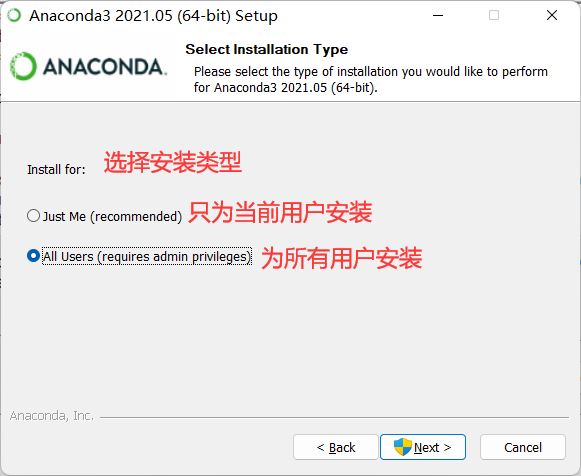 Anaconda3 2021.05 (64-bit) Setup
ANACONDA.
Select Installation Type
Please select the type of installation you would like to perform
for Anaconda3 2021.05 (64-bit).
Install for: 选择安装类型
Just Me (recommended) 只为当前用户安装
All Users (requires admin privileges) 为所有用户安装
Anaconda, Inc.
< Back Next > Cancel